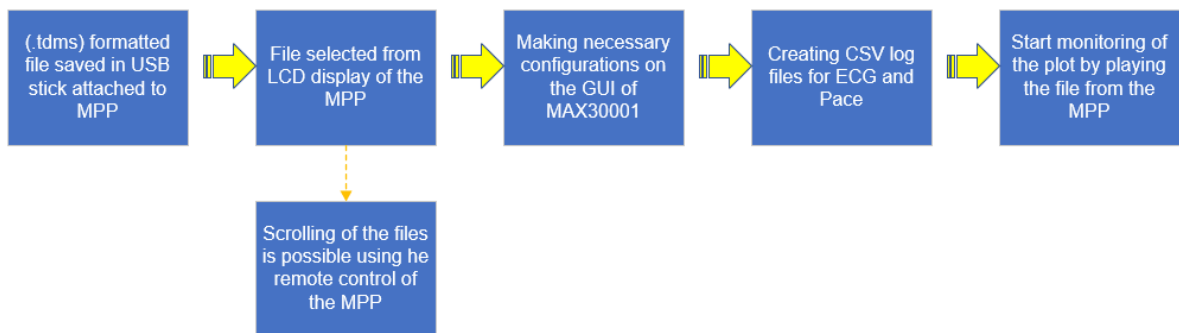 (.tdms) formatted
file saved in USB
stick attached to
MPP
File selected from
LCD display of the
MPP
Making necessary
configurations on
the GUI of
MAX30001
Creating CSV log
files for ECG and
Pace
Start monitoring of
the plot by playing
the file from the
MPP
Scrolling of the files
is possible using he
remote control of
the MPP